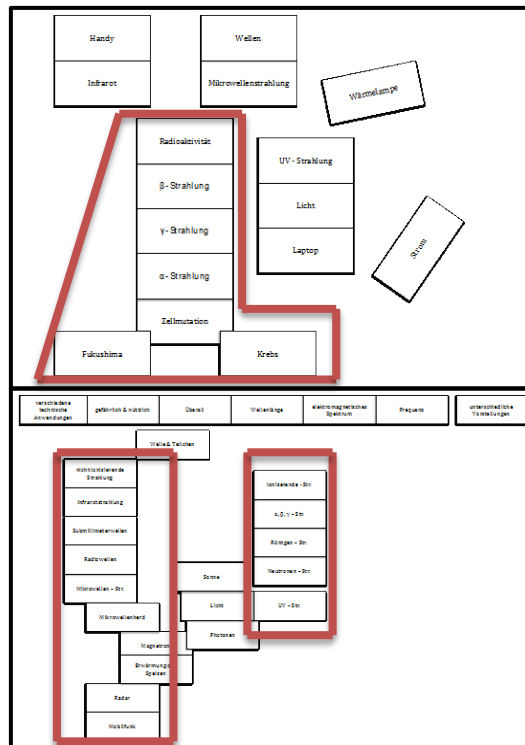 Handy
Wellen
Infrarot
Mikrowellenstrahlung
Wärmelampe
Radioaktivität
UV - Strahlung
β - Strahlung
Licht
γ - Strahlung
Laptop
Strom
α - Strahlung
Zellmutation
Fukushima
Krebs
verschiedene
technische
Anwendungen
gefährlich & nützlich
Überall
Wellenlänge
elektromagnetisches
Spektrum
Frequenz
unterschiedliche
Vorstellungen
Welle & Teilchen
nicht ionisierende
Strahlung
Infrarotstrahlung
Submillimeterwellen
Radiowellen
Mikrowellen – Str.
Mikrowellenherd
Magnetron
Erwärmung d
Speisen
Radar
Mobilfunk
Sonne
Licht
Photonen
Ionisierende - Str.
α, β, γ – Str.
Röntgen – Str.
Neutronen – Str.
UV – Str.